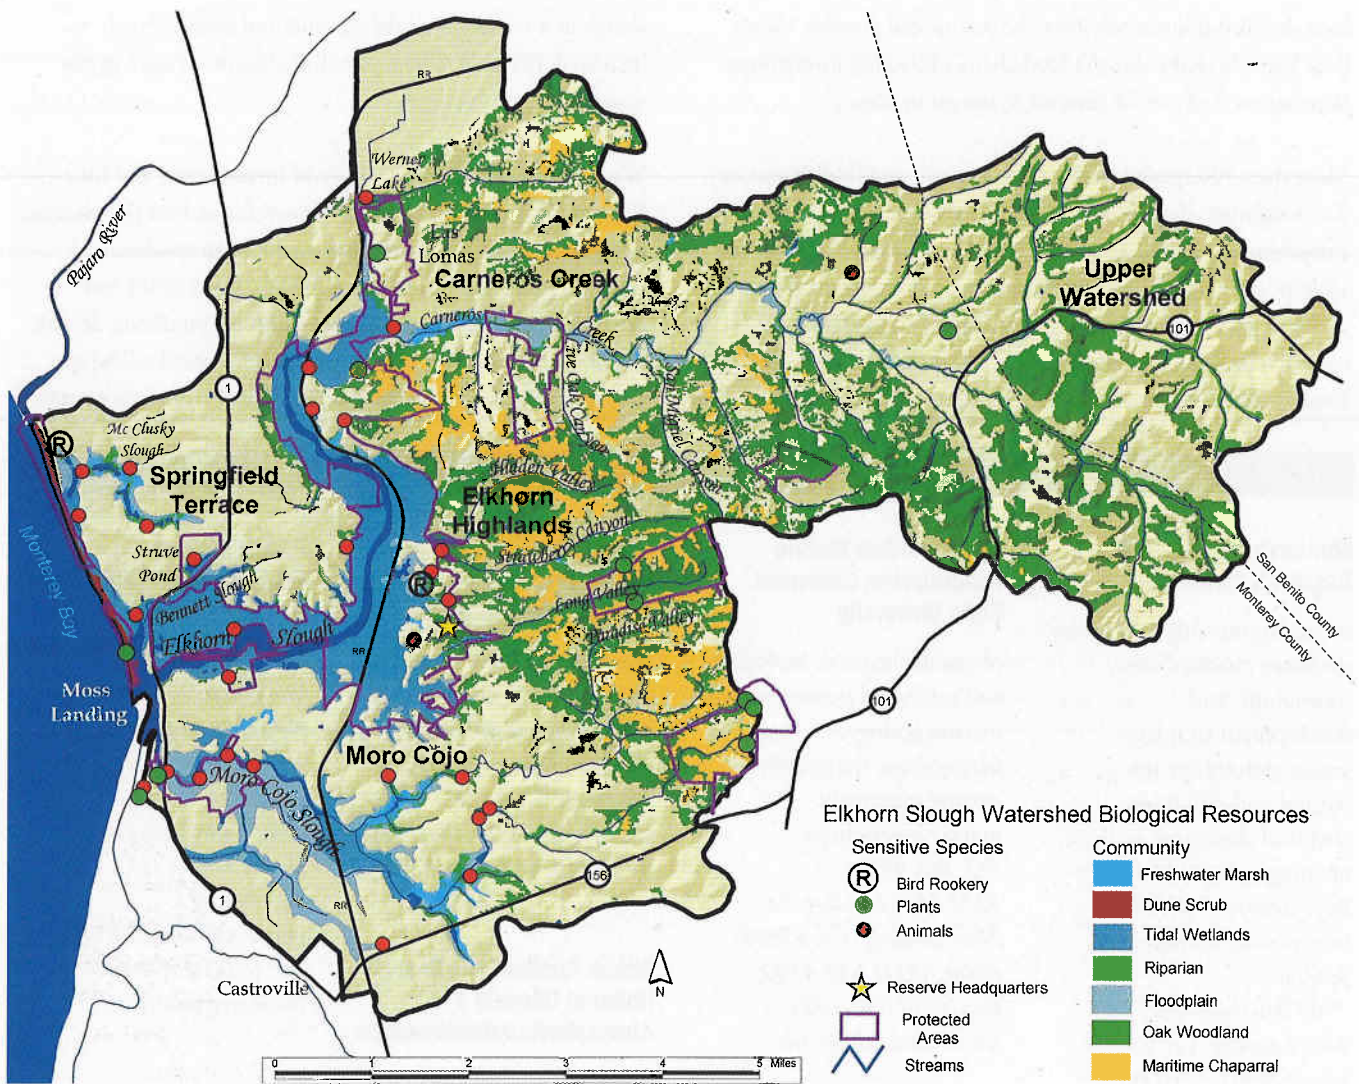 RR
Werner
Lake
Las
Lomas
Carneros Creek
Carneros
Creek
Pajaro River
Upper
Watershed
101
1
San Miguel Canyon
Mc Clusky
Slough
Springfield
Terrace
Hidden Valley
Elkhorn
Highlands
Strawberry Canyon
Monterey Bay
Struve
Pond
Bennett Slough
Long Valley
Paradise Valley
Elkhorn Slough
RR
San Benito County
Monterey County
Moss
Landing
101
Moro Cojo
Moro Cojo Slough
156
1
RR
Castroville
N
Elkhorn Slough Watershed Biological Resources
Sensitive Species
R Bird Rookery
Plants
Animals
Reserve Headquarters
Protected
Areas
Streams
Community
Freshwater Marsh
Dune Scrub
Tidal Wetlands
Riparian
Floodplain
Oak Woodland
Maritime Chaparral
0 1 2 3 4 5 Miles
R
R